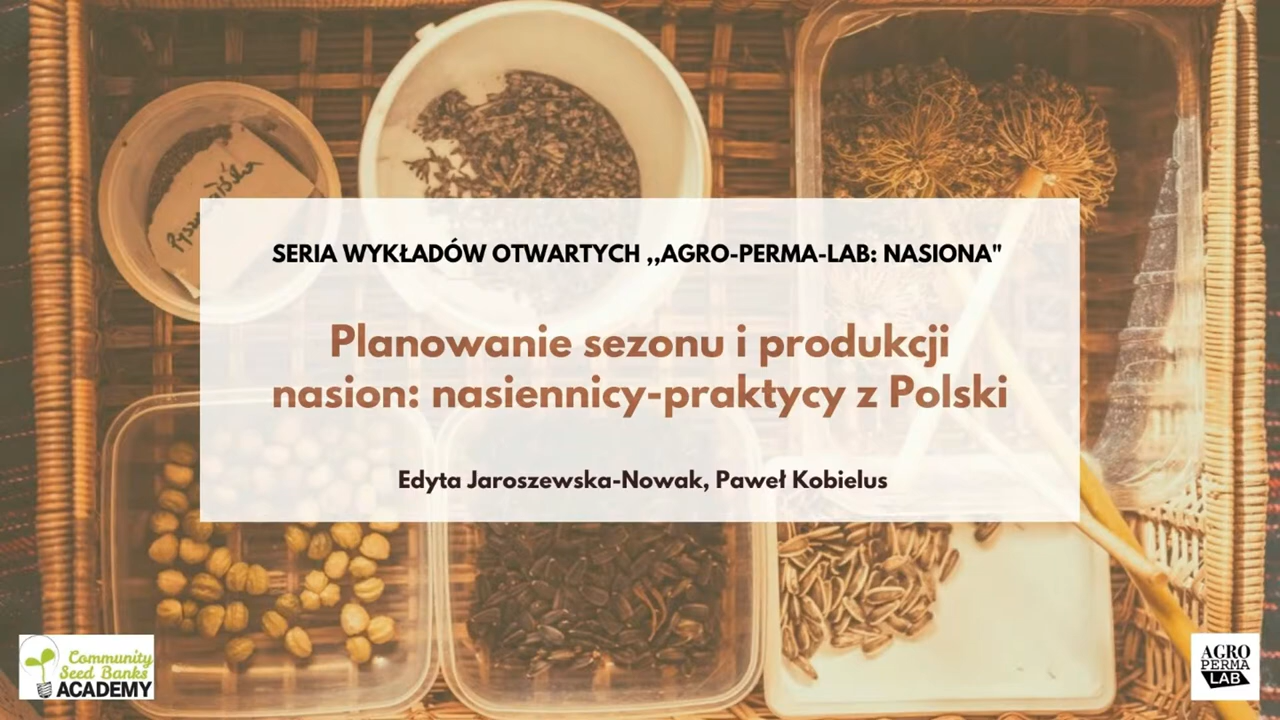 SERIA WYKŁADÓW OTWARTYCH ,,AGRO-PERMA-LAB: NASIONA"
Planowanie sezonu i produkcji
nasion: nasiennicy-praktycy z Polski
Edyta Jaroszewska-Nowak, Paweł Kobielus
Community
Seed Banks
ACADEMY
AGRO
PERMA
LAB